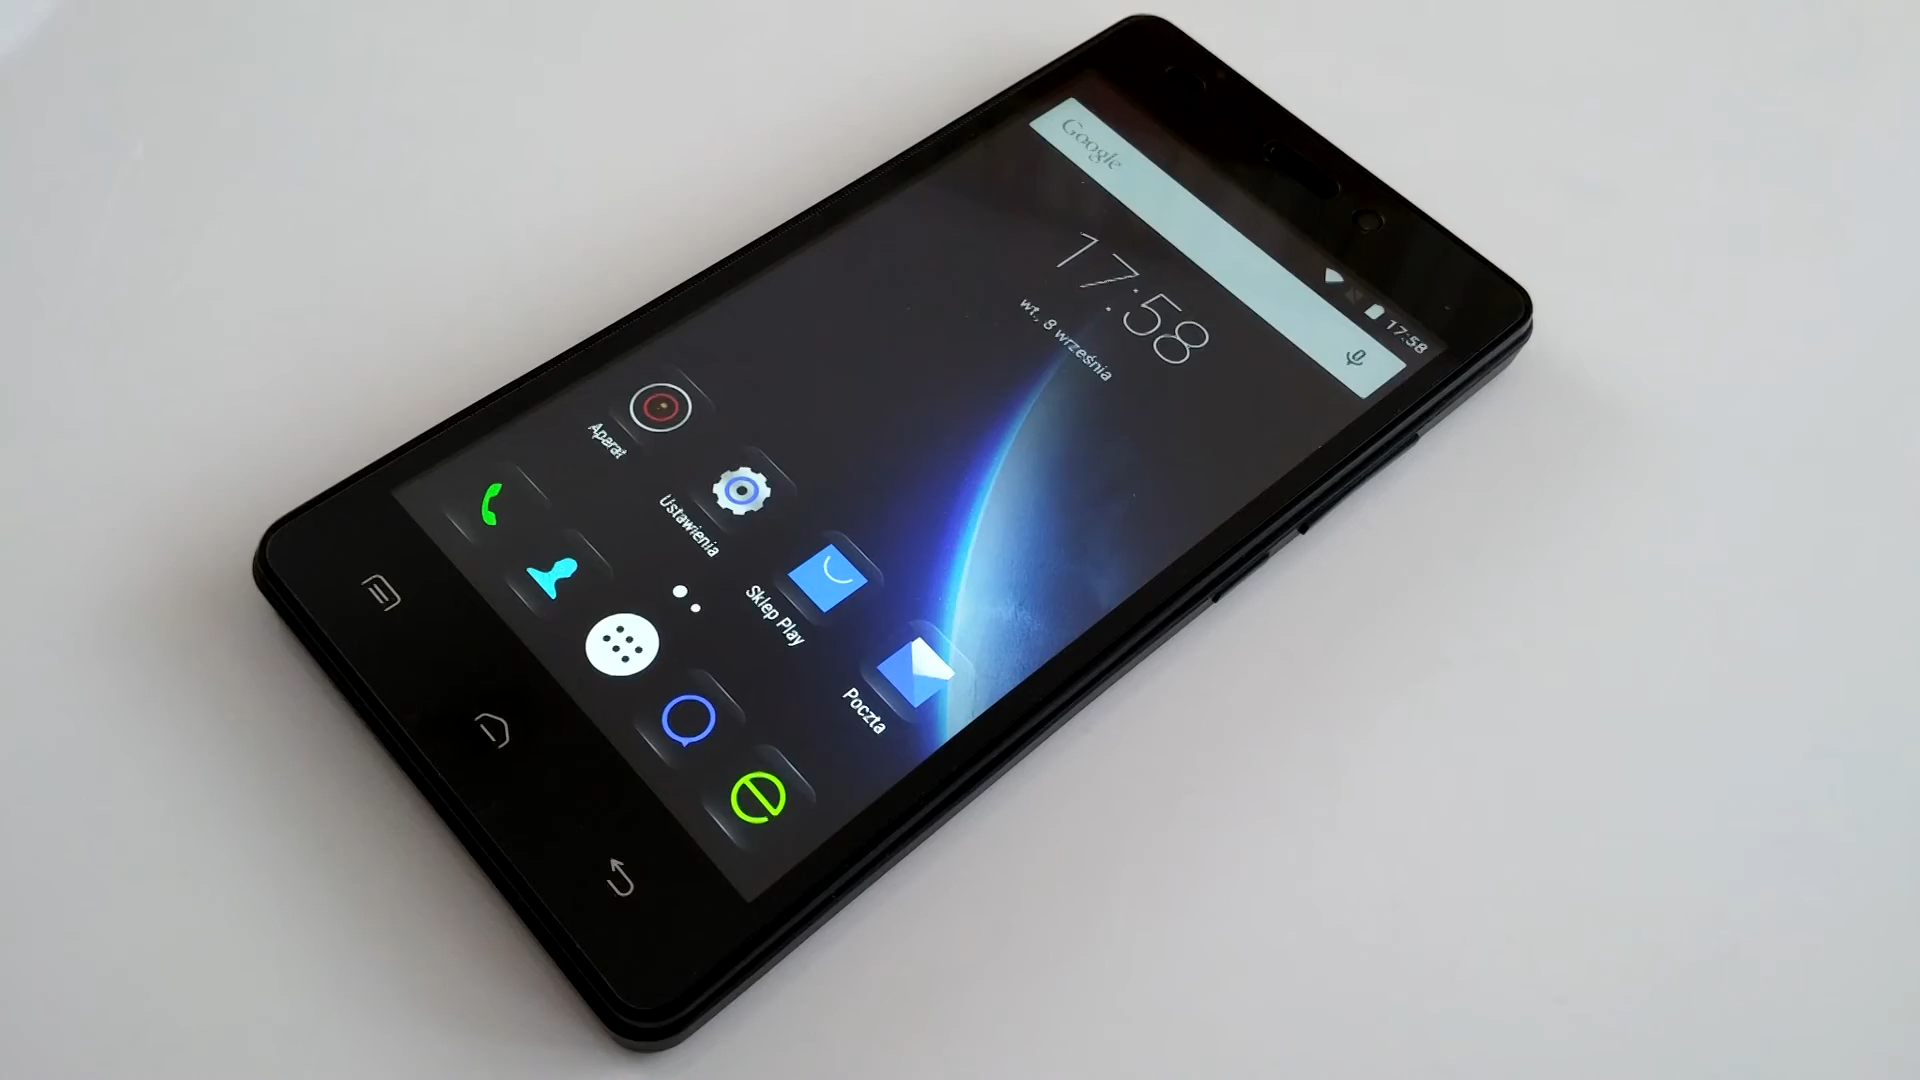 17:58
Google
17:58
wt., 8 września
Aparat
Ustawienia
Sklep Play
Poczta